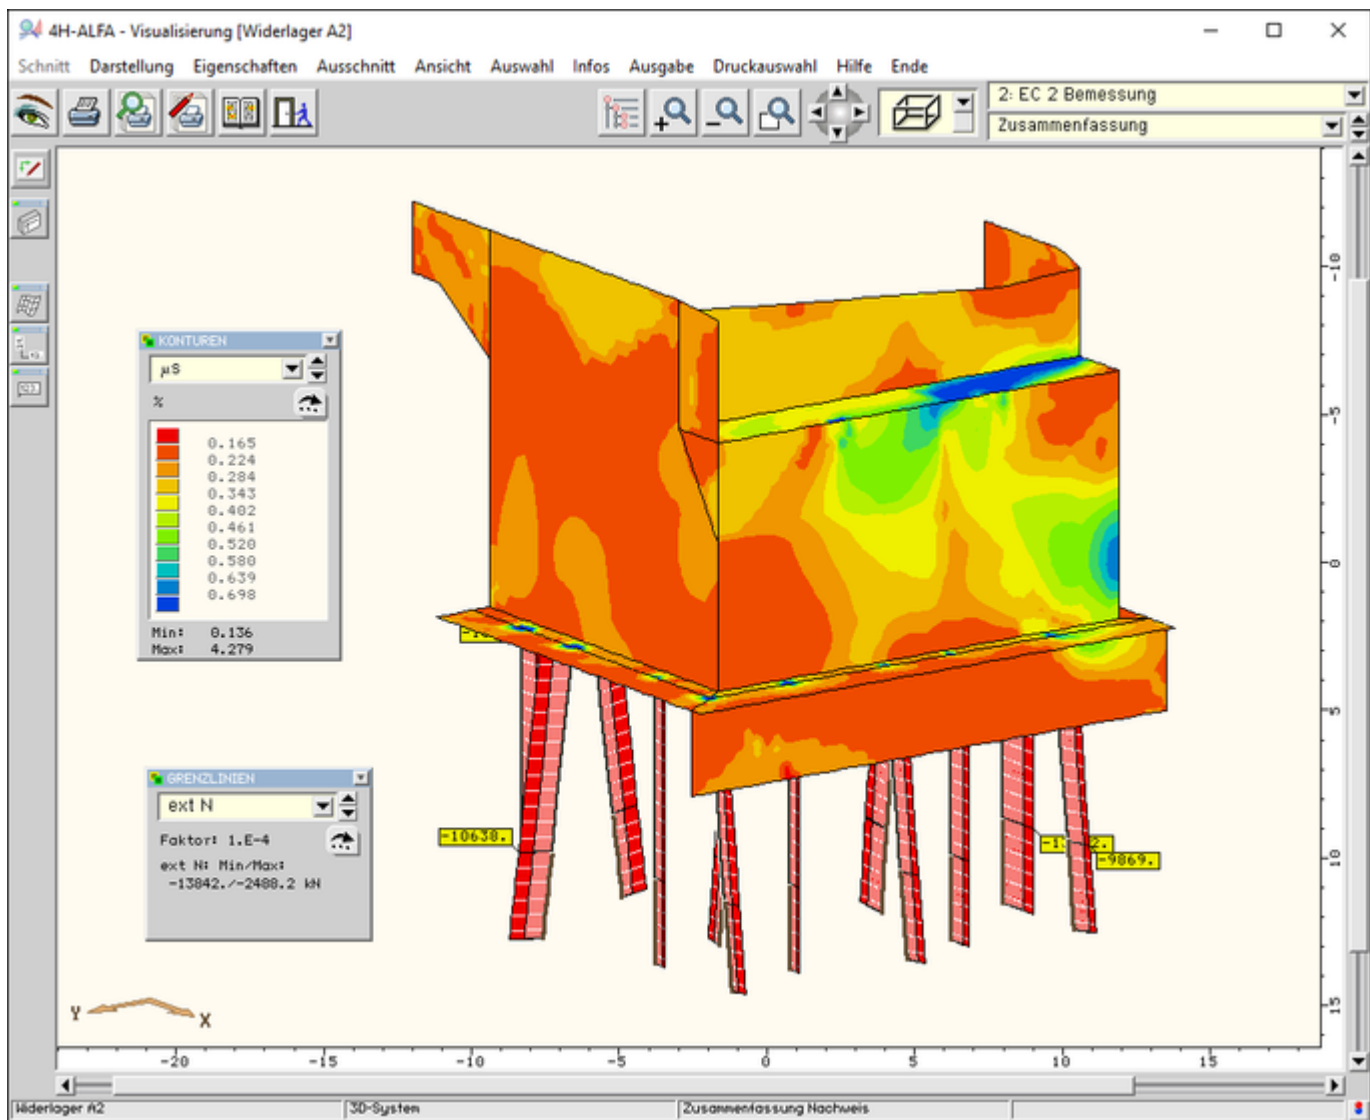 4H-ALFA - Visualisierung [Widerlager A2]
Schnitt Darstellung Eigenschaften Ausschnitt Ansicht Auswahl Infos Ausgabe Druckauswahl Hilfe Ende
2: EC 2 Bemessung
Zusammenfassung
KONTUREN
µS
%
0.165
0.224
0.284
0.343
0.402
0.461
0.520
0.580
0.639
0.698
Min: 0.136
Max: 4.279
GRENZLINIEN
ext N
Faktor: 1.E-4
ext N: Min/Max:
-13842./-2488.2 kN
-10638.
-9869.
Y
X
-10
-5
0
5
10
15
-20 -15 -10 -5 0 5 10 15
Widerlager A2 3D-System Zusammenfassung Nachweis